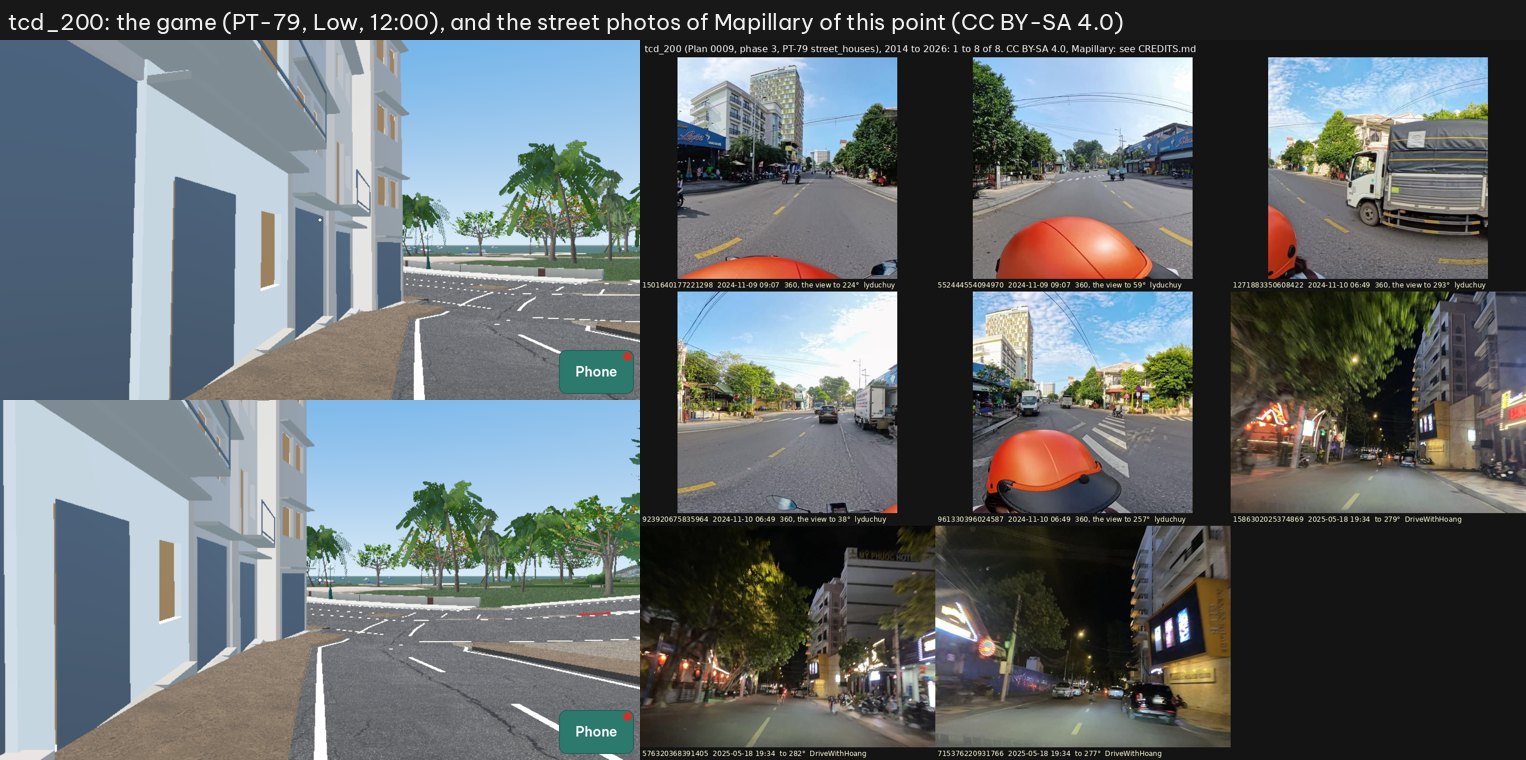 tcd_200: the game (PT-79, Low, 12:00), and the street photos of Mapillary of this point (CC BY-SA 4.0)
tcd_200 (Plan 0009, phase 3, PT-79 street_houses), 2014 to 2026: 1 to 8 of 8. CC BY-SA 4.0, Mapillary: see CREDITS.md
1501640177221298 2024-11-09 09:07 360, the view to 224° lyduchuy
552444554094970 2024-11-09 09:07 360, the view to 59° lyduchuy
1271883350608422 2024-11-10 06:49 360, the view to 293° lyduchuy
Phone
923920675835964 2024-11-10 06:49 360, the view to 38° lyduchuy
961330396024587 2024-11-10 06:49 360, the view to 257° lyduchuy
1586302025374869 2025-05-18 19:34 to 279° DriveWithHoang
Phone
576320368391405 2025-05-18 19:34 to 282° DriveWithHoang
715376220931766 2025-05-18 19:34 to 277° DriveWithHoang